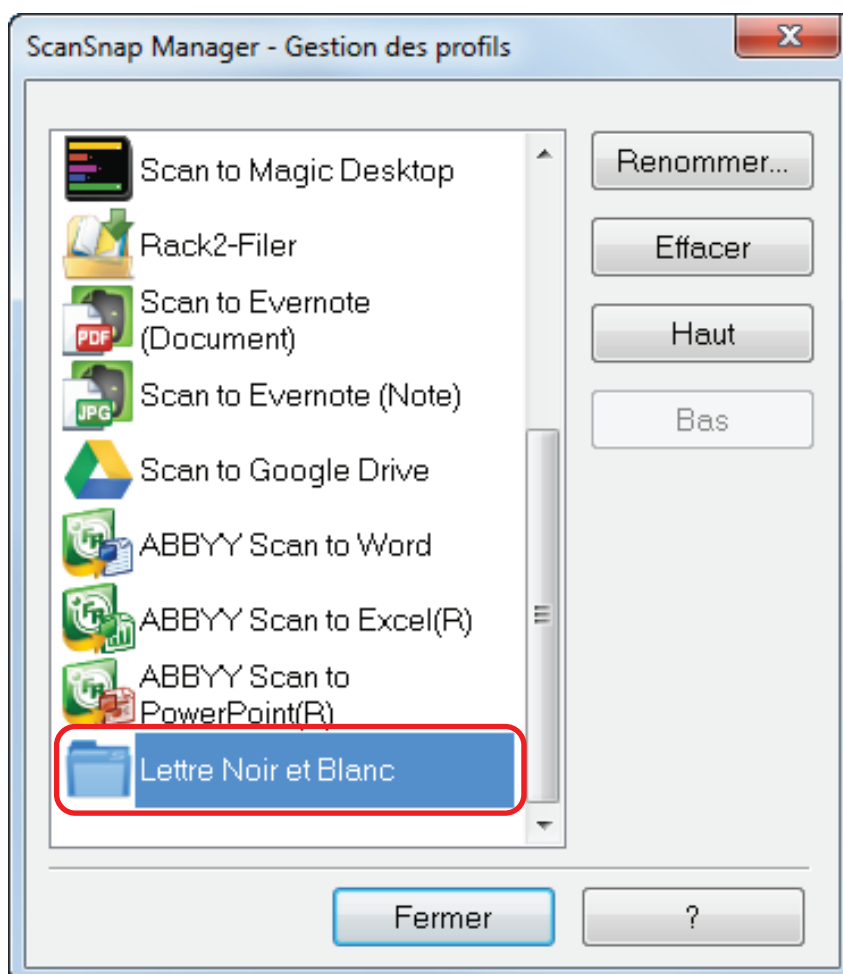 ScanSnap Manager - Gestion des profils
Scan to Magic Desktop
Rack2-Filer
Scan to Evernote
(Document)
PDF
Scan to Evernote (Note)
JPG
Scan to Google Drive
ABBYY Scan to Word
ABBYY Scan to Excel(R)
ABBYY Scan to
PowerPoint(R)
Lettre Noir et Blanc
Renommer...
Effacer
Haut
Bas
Fermer
?